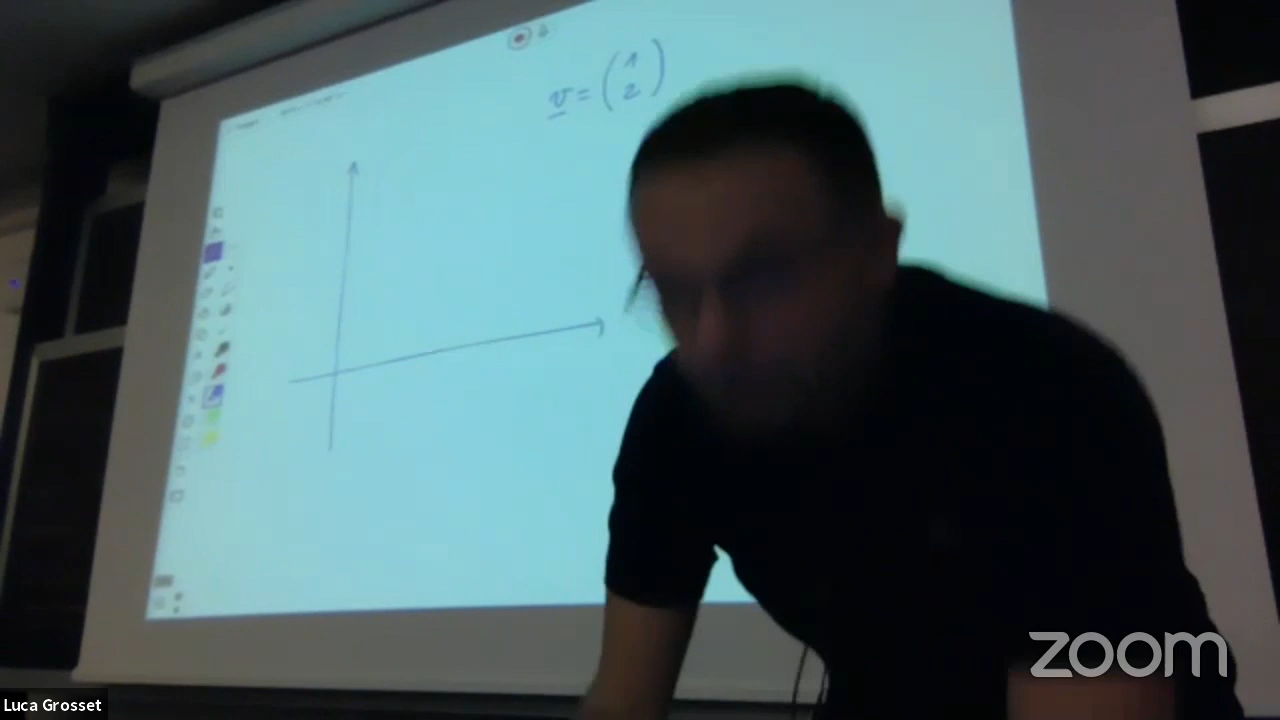 v = (1
2)
zoom
Luca Grosset